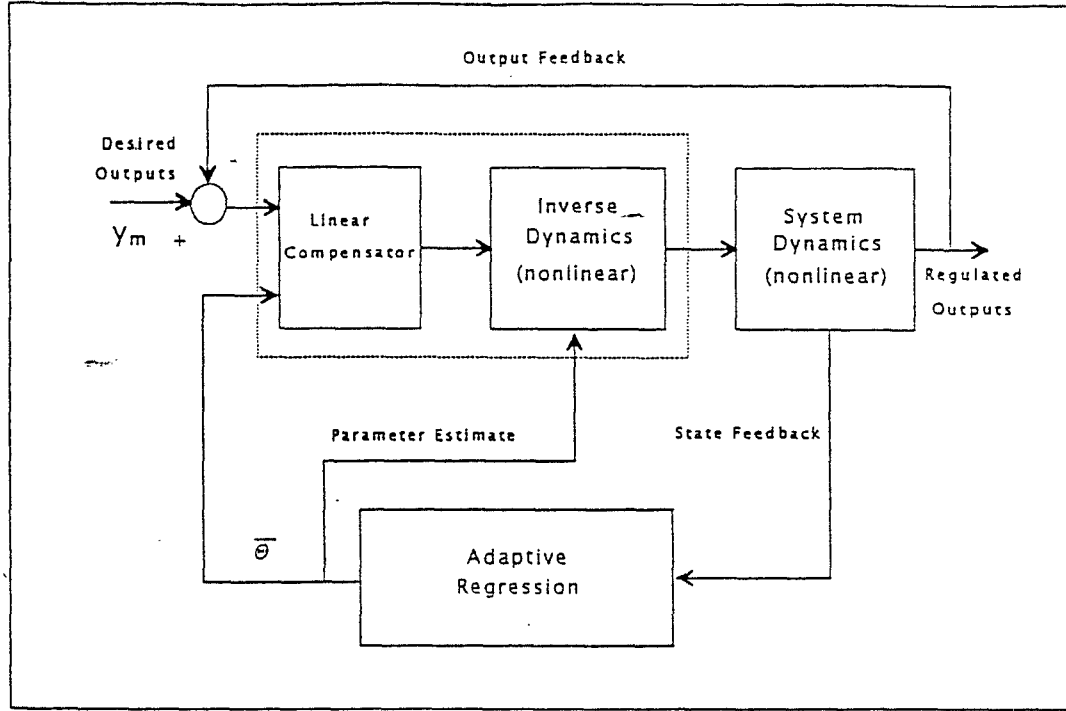 Output Feedback
Desired
Outputs
-
Ym +
Linear
Compensator
Inverse
Dynamics
(nonlinear)
System
Dynamics
(nonlinear)
Regulated
Outputs
Parameter Estimate
State Feedback
Θ̅
Adaptive
Regression